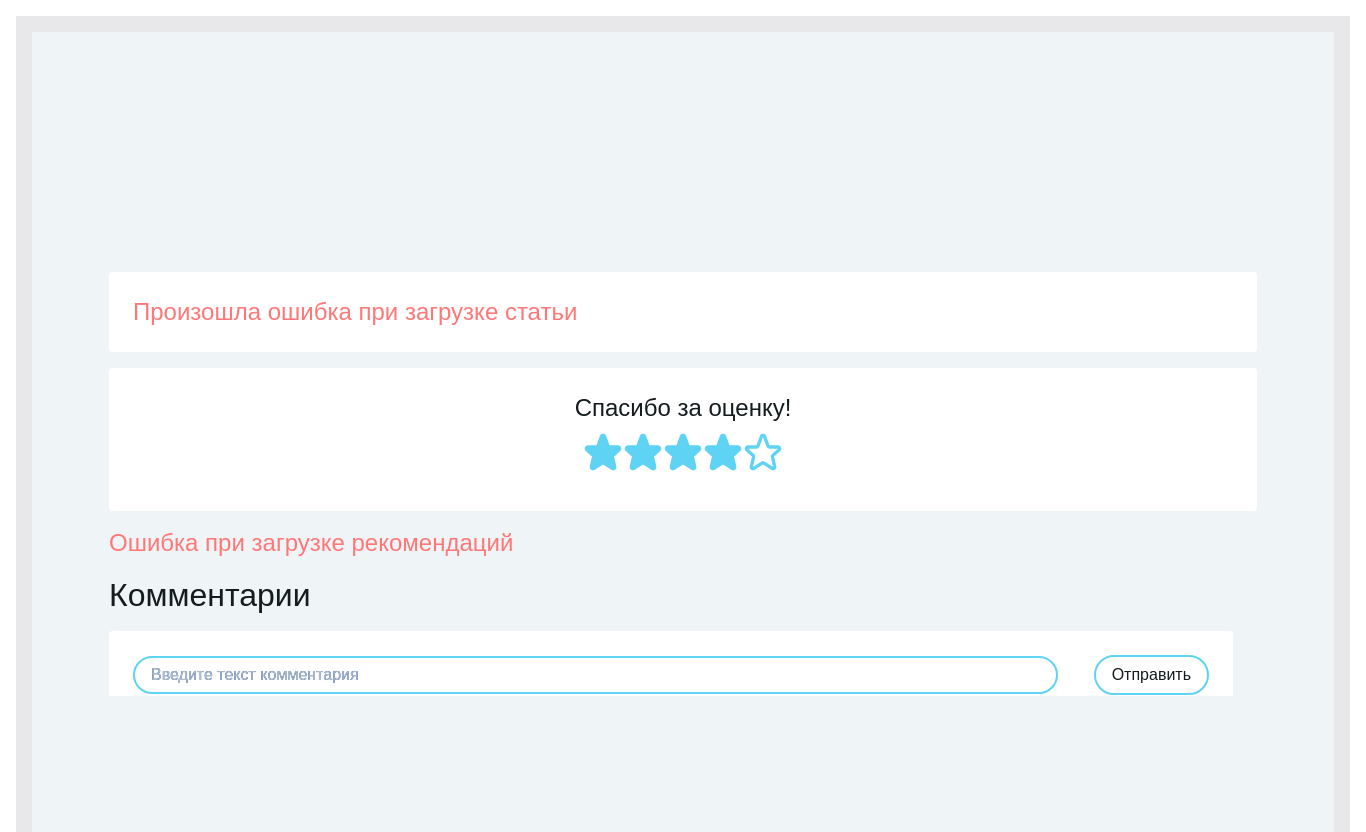 Произошла ошибка при загрузке статьи
Спасибо за оценку!
Ошибка при загрузке рекомендаций
Комментарии
Введите текст комментария
Отправить